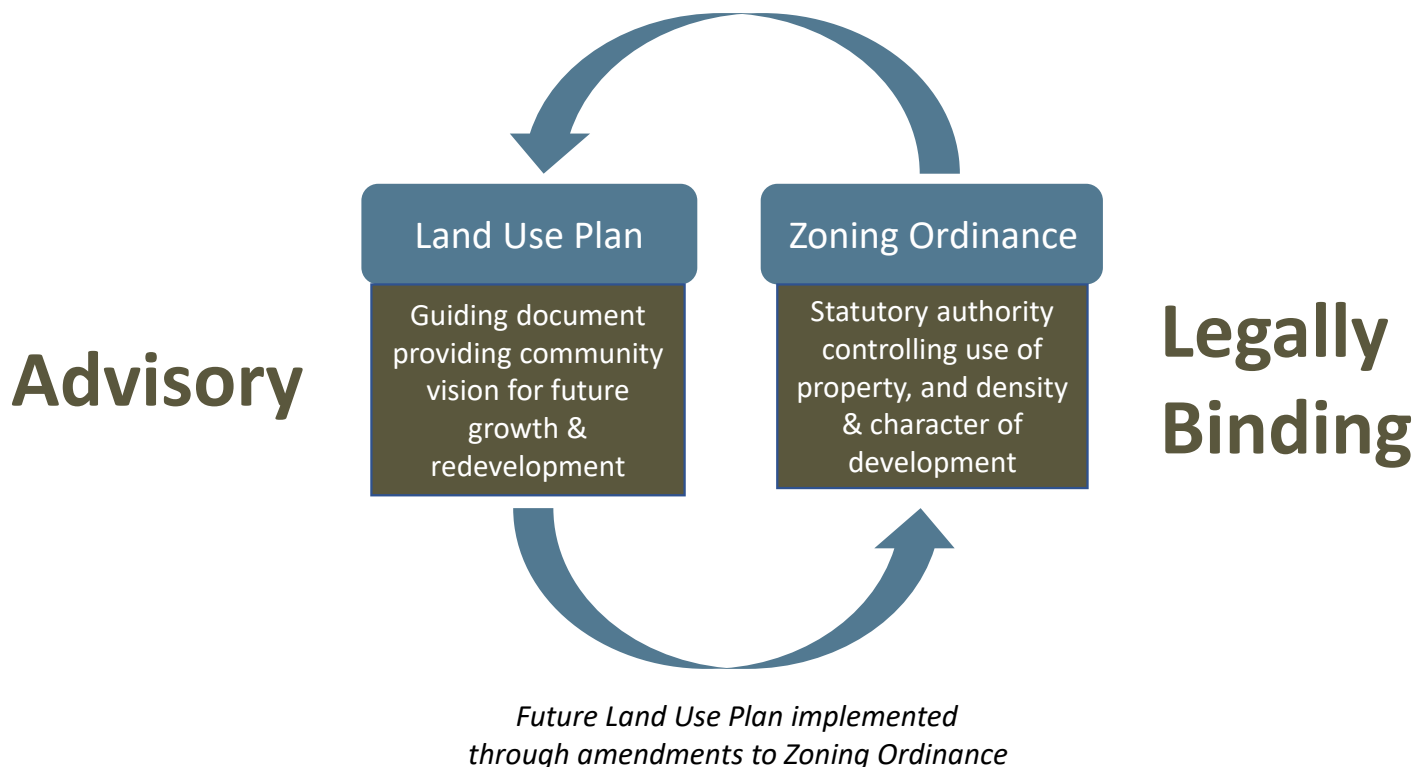 Land Use Plan
Zoning Ordinance
Advisory
Guiding document
providing community
vision for future
growth &
redevelopment
Statutory authority
controlling use of
property, and density
& character of
development
Legally
Binding
Future Land Use Plan implemented
through amendments to Zoning Ordinance